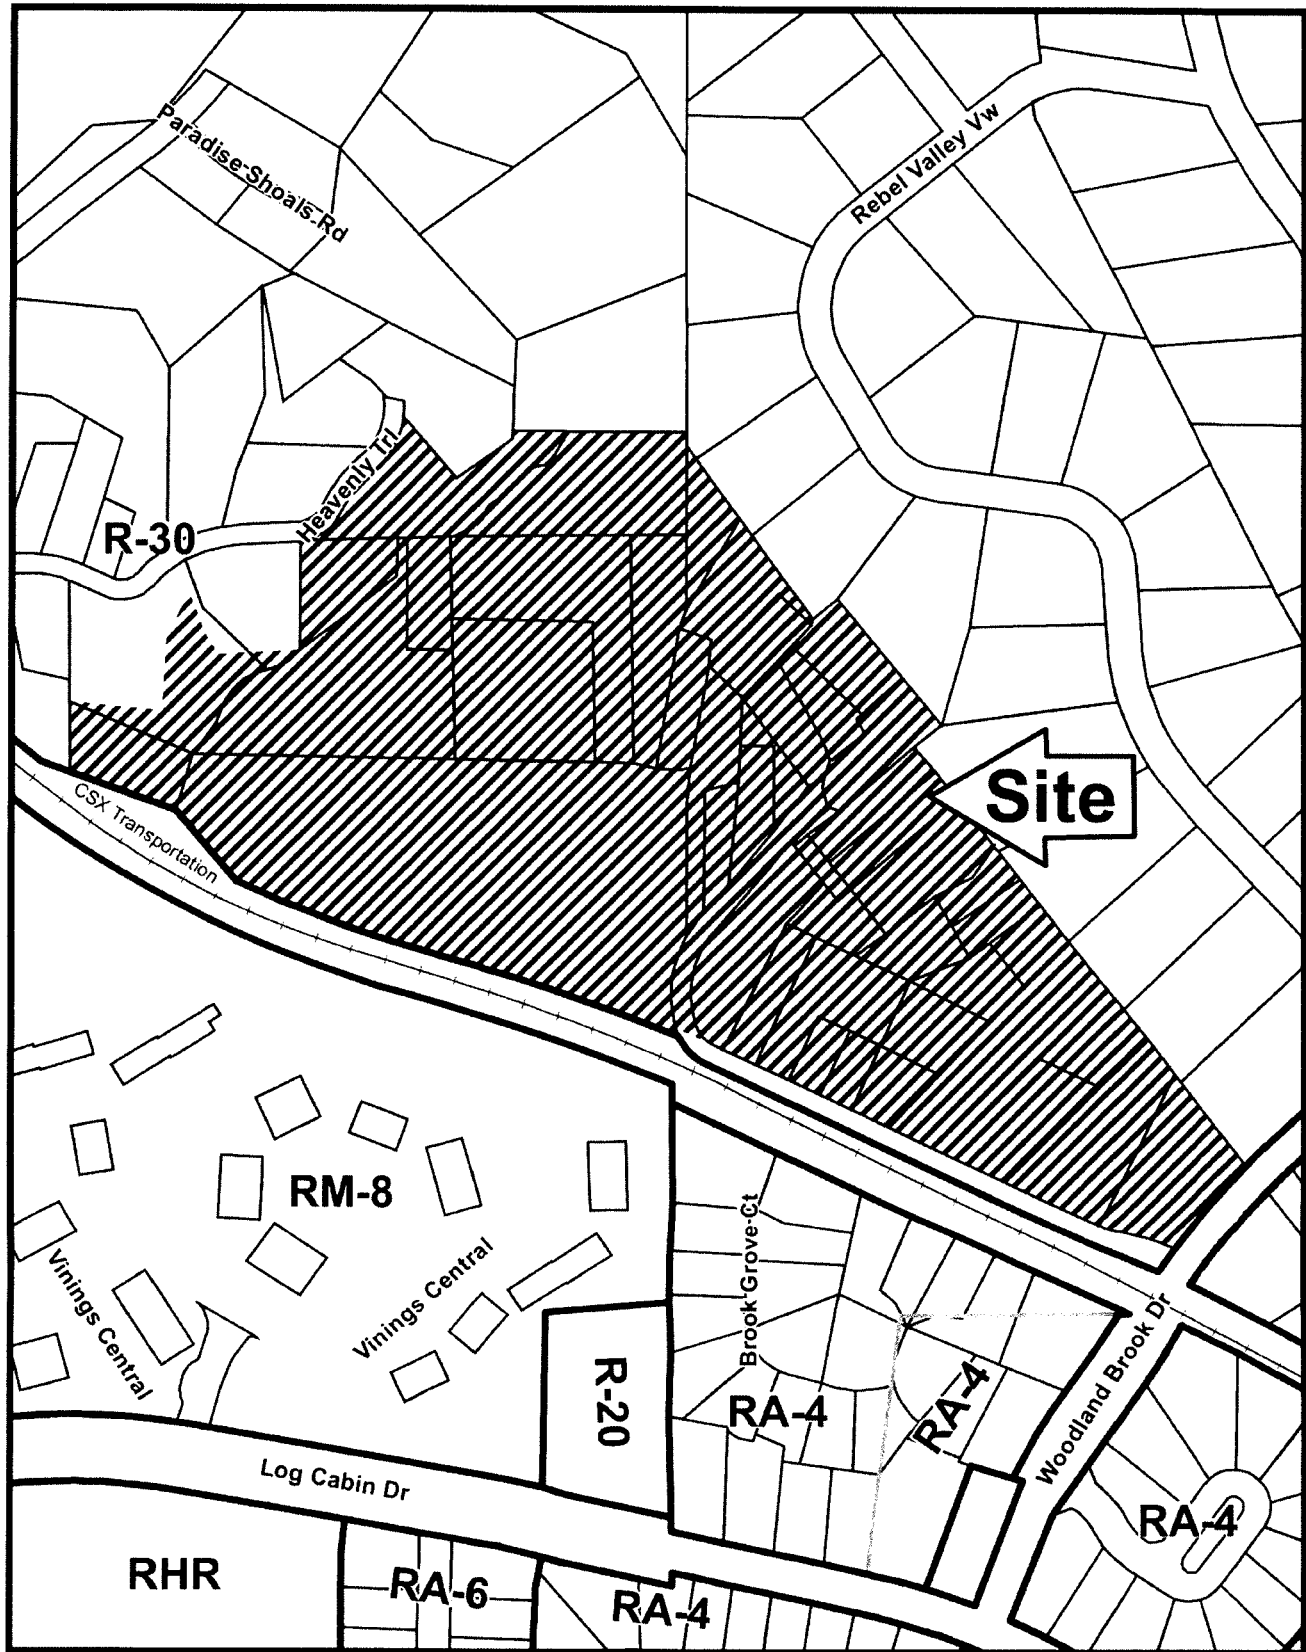 Paradise Shoals Rd
Rebel Valley Vw
Heavenly Trl
R-30
Site
CSX Transportation
RM-8
Vinings Central
Vinings Central
Brook Grove Ct
R-20
RA-4
RA-4
Woodland Brook Dr
Log Cabin Dr
RA-4
RHR
RA-6
RA-4